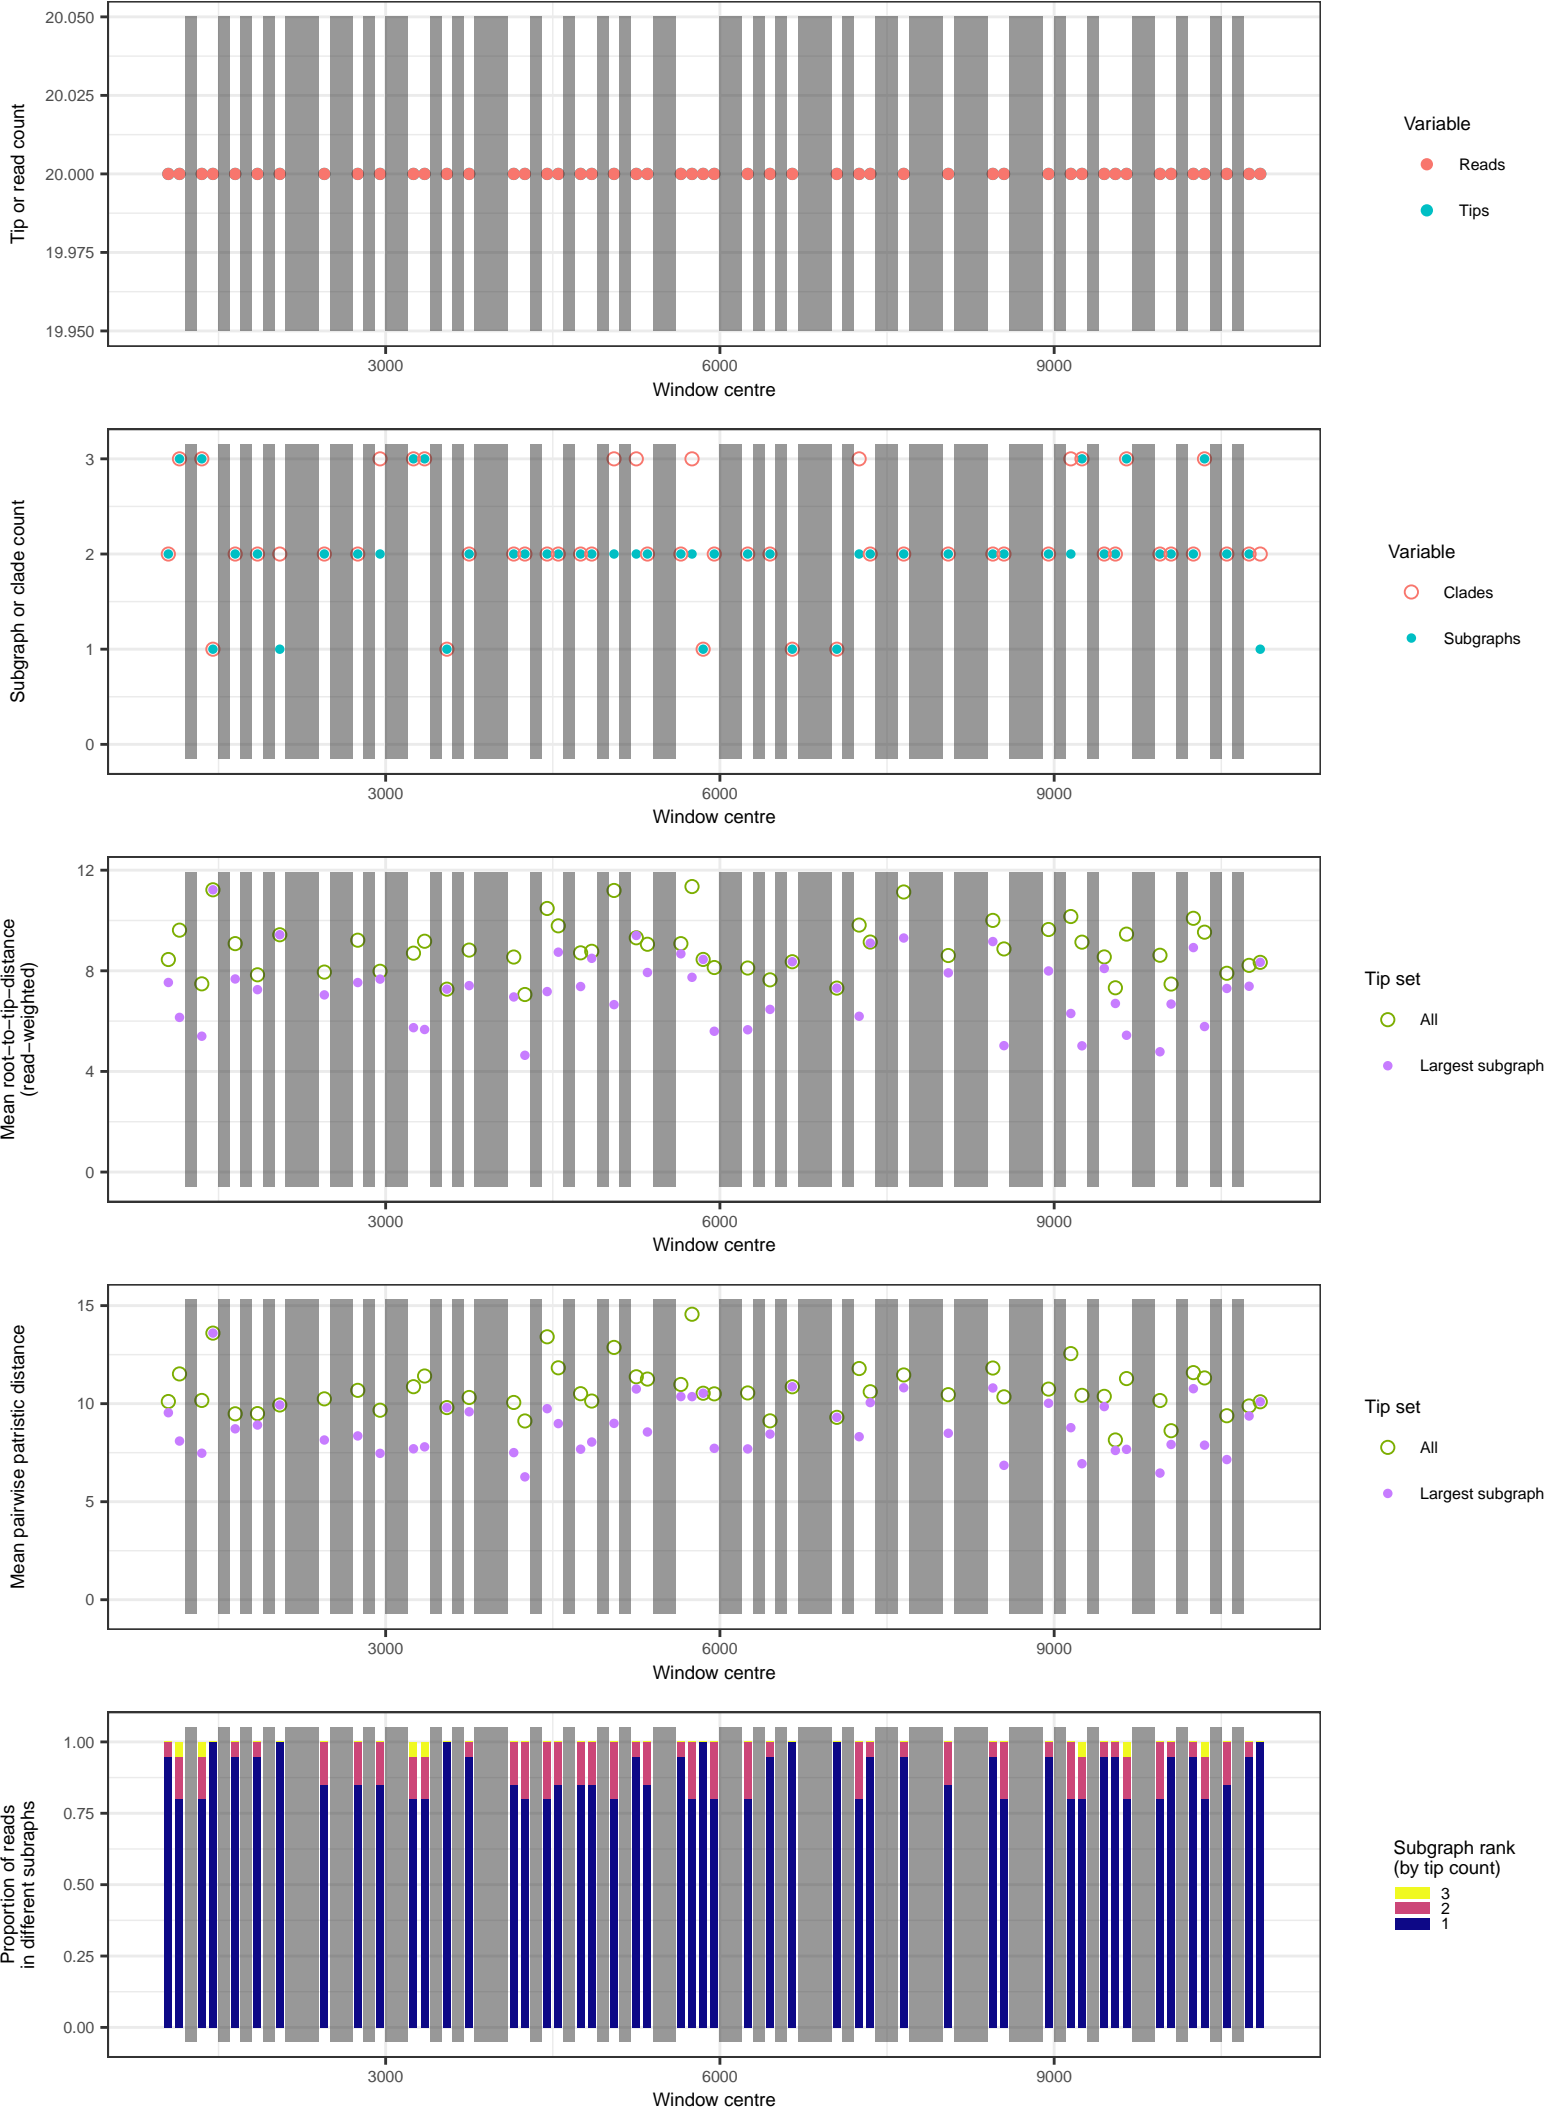 20.050
20.025
20.000
19.975
19.950
Tip or read count
3000
6000
9000
Window centre
Variable
Reads
Tips
3
2
1
0
Subgraph or clade count
3000
6000
9000
Window centre
Variable
Clades
Subgraphs
12
8
4
0
Mean root−to−tip−distance
(read−weighted)
3000
6000
9000
Window centre
Tip set
All
Largest subgraph
15
10
5
0
Mean pairwise patristic distance
3000
6000
9000
Window centre
Tip set
All
Largest subgraph
1.00
0.75
0.50
0.25
0.00
Proportion of reads
in different subraphs
3000
6000
9000
Window centre
Subgraph rank
(by tip count)
3
2
1